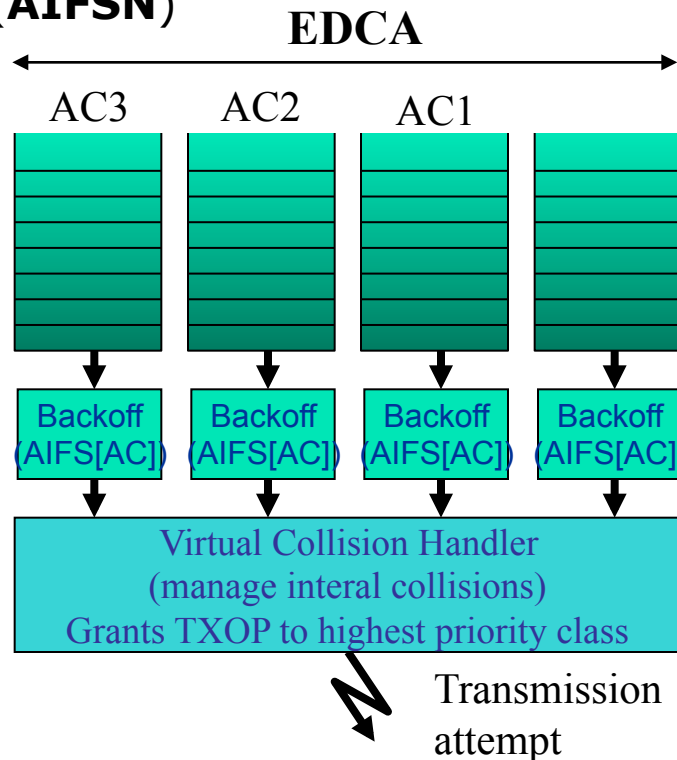 (AIFSN)
EDCA
AC3 AC2 AC1
Backoff Backoff Backoff Backoff
(AIFS[AC]) (AIFS[AC]) (AIFS[AC]) (AIFS[AC]
Virtual Collision Handler
(manage interal collisions)
Grants TXOP to highest priority class
Transmission
attempt